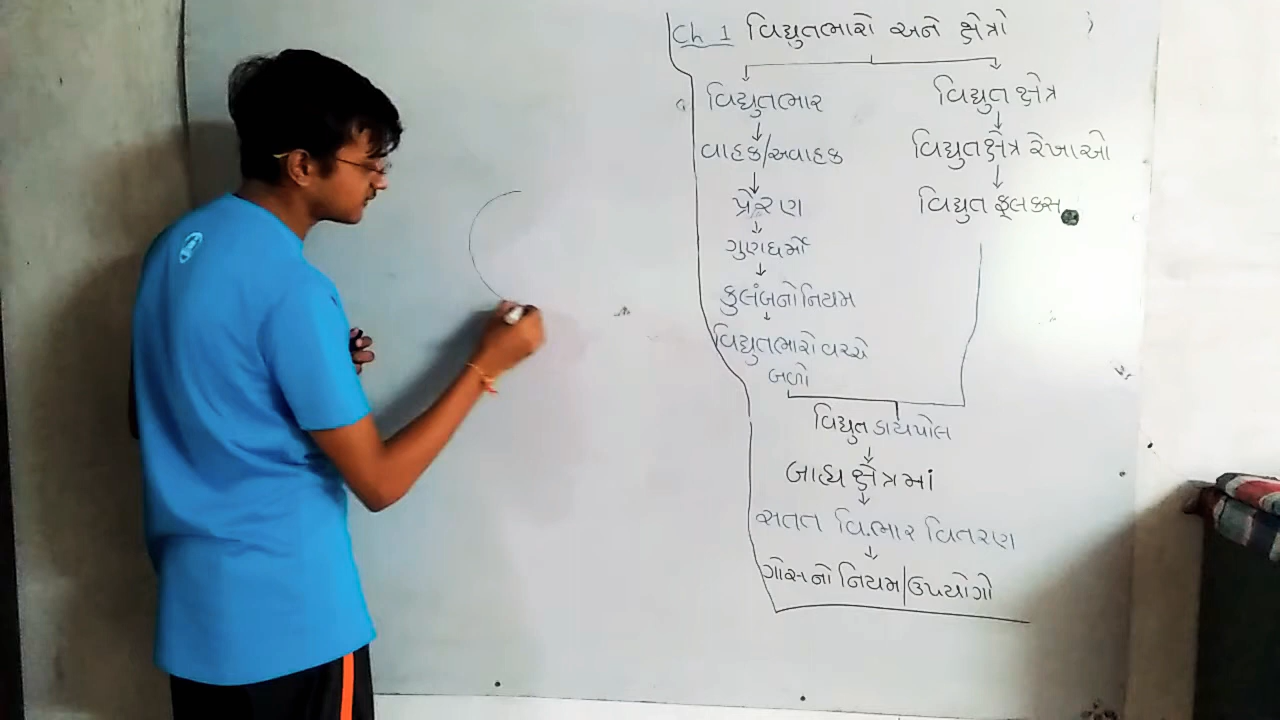 Ch 1 વિદ્યુતભારો અને ક્ષેત્રો
વિદ્યુતભાર
વાહક/અવાહક
પ્રેરણ
ગુણધર્મો
કુલંબનો નિયમ
વિદ્યુતભારો વચ્ચે
બળો
વિદ્યુત ક્ષેત્ર
વિદ્યુતક્ષેત્ર રેખાઓ
વિદ્યુત ફ્લક્સ
વિદ્યુત ડાયપોલ
બાહ્ય ક્ષેત્રમાં
સતત વિ.ભાર વિતરણ
ગૉસનો નિયમ/ઉપયોગો